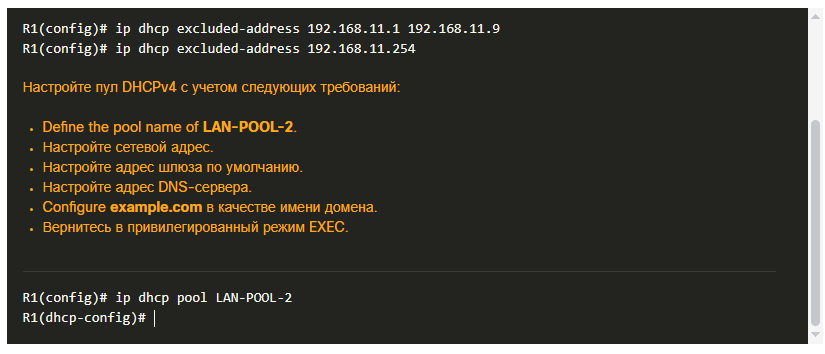 R1(config)# ip dhcp excluded-address 192.168.11.1 192.168.11.9
R1(config)# ip dhcp excluded-address 192.168.11.254
Настройте пул DHCPv4 с учетом следующих требований:
• Define the pool name of LAN-POOL-2.
• Настройте сетевой адрес.
• Настройте адрес шлюза по умолчанию.
• Настройте адрес DNS-сервера.
• Configure example.com в качестве имени домена.
• Вернитесь в привилегированный режим EXEC.
R1(config)# ip dhcp pool LAN-POOL-2
R1(dhcp-config)#